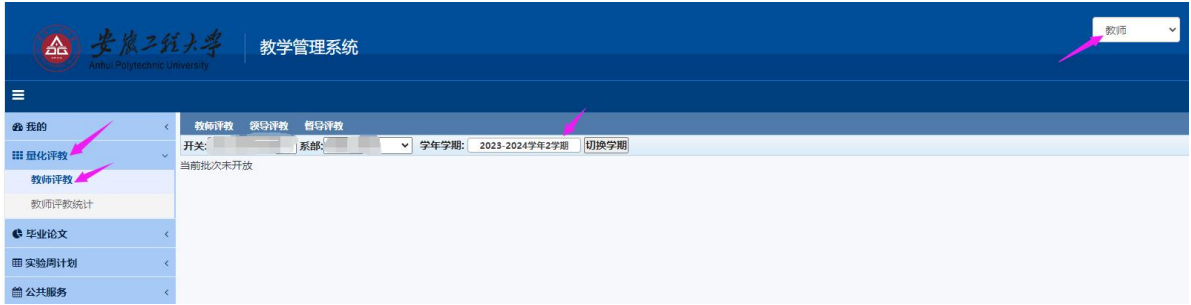 安徽工程大学
Anhui Polytechnic University
教学管理系统
教师
我的
量化评教
教师评教
教师评教统计
毕业论文
实验周计划
公共服务
教师评教 领导评教 督导评教
开关: 系部: 学年学期: 2023-2024学年2学期 切换学期
当前批次未开放